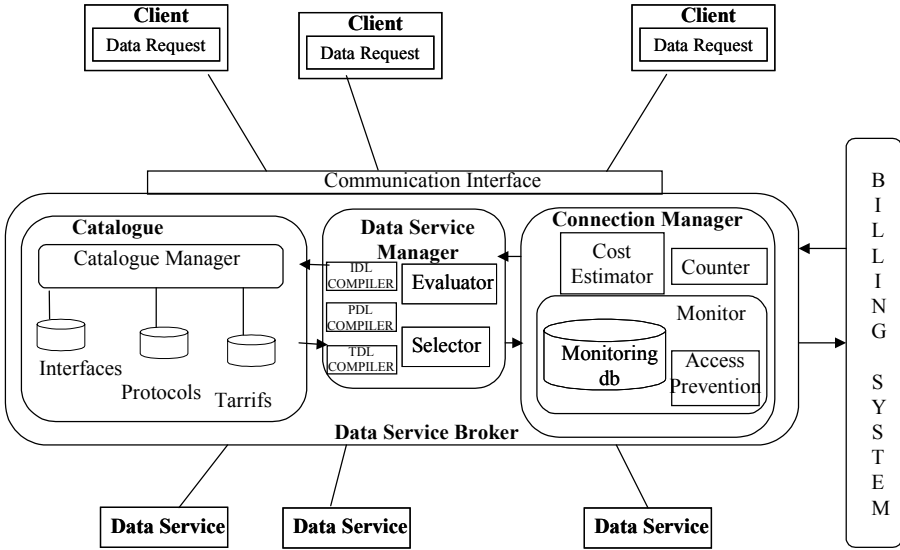 Client
Data Request
Client
Data Request
Client
Data Request
Communication Interface
Catalogue
Catalogue Manager
Interfaces
Protocols
Tarrifs
Data Service
Manager
IDL
COMPILER
PDL
COMPILER
TDL
COMPILER
Evaluator
Selector
Connection Manager
Cost
Estimator
Counter
Monitor
Monitoring
db
Access
Prevention
Data Service Broker
B
I
L
L
I
N
G
S
Y
S
T
E
M
Data Service
Data Service
Data Service